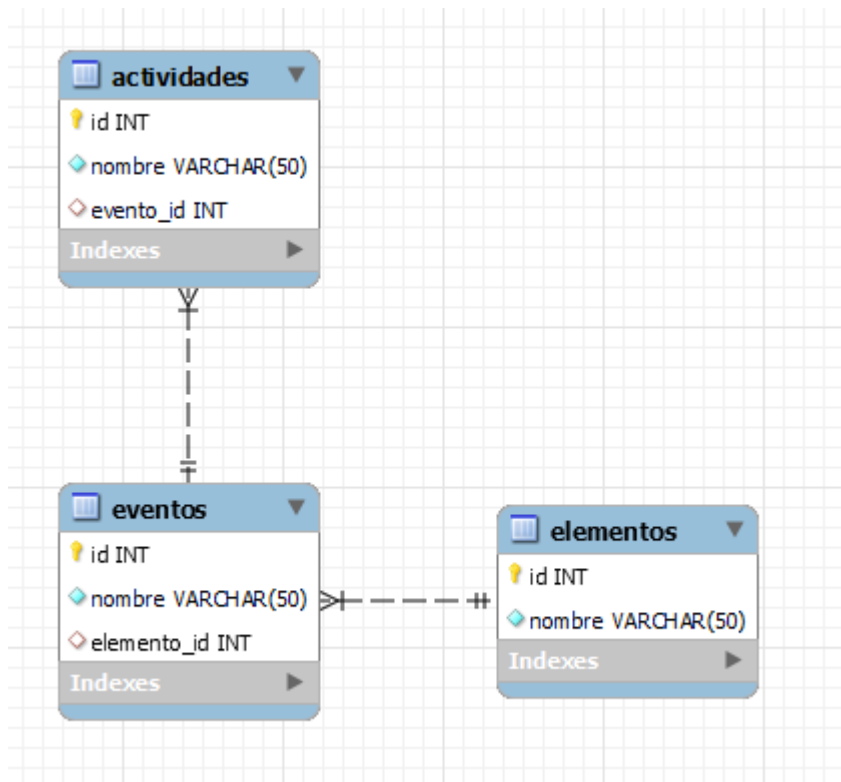 actividades
id INT
nombre VARCHAR(50)
evento_id INT
Indexes
eventos
id INT
nombre VARCHAR(50)
elemento_id INT
Indexes
elementos
id INT
nombre VARCHAR(50)
Indexes